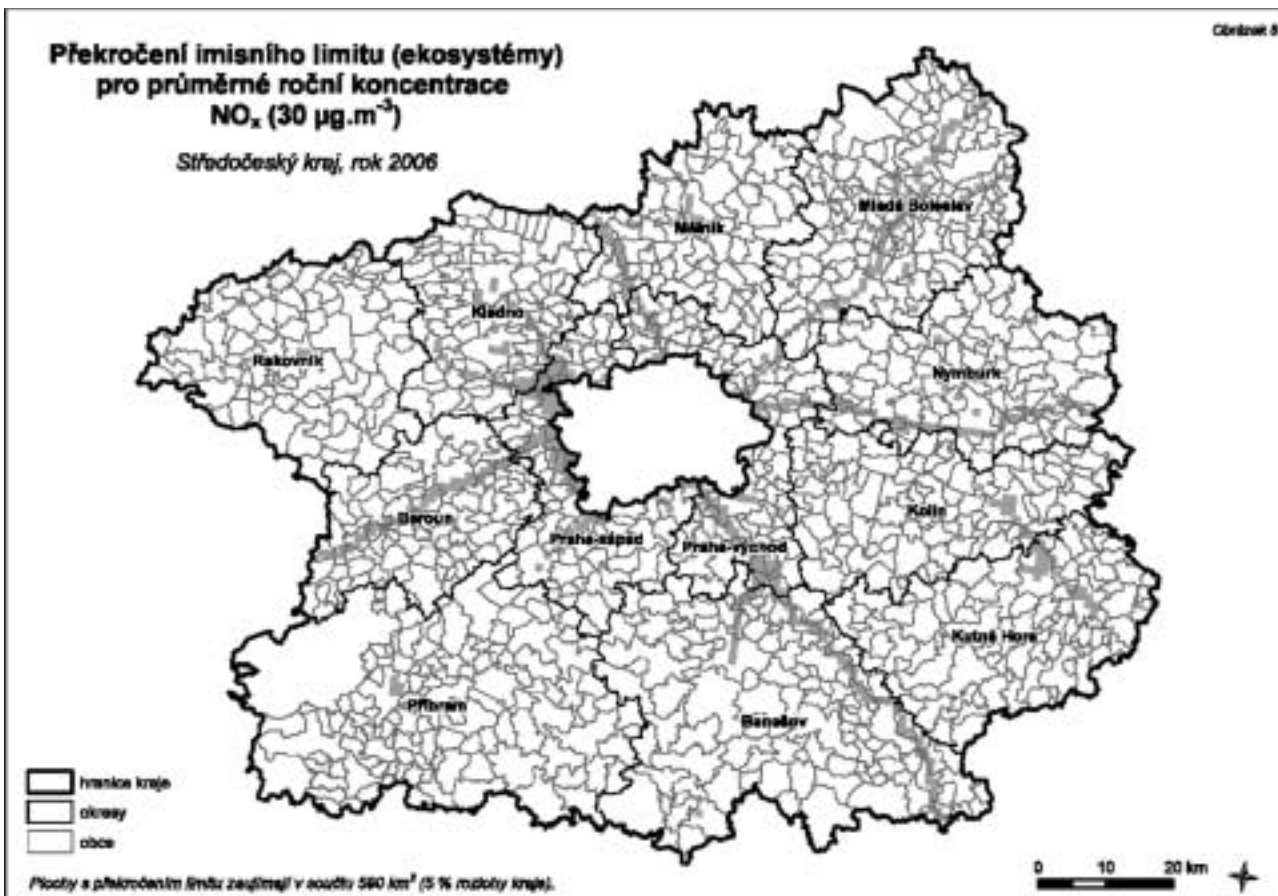 Obrázek 8
Překročení imisního limitu (ekosystémy)
pro průměrné roční koncentrace
NOₓ (30 µg.m⁻³)
Středočeský kraj, rok 2006
Mladá Boleslav
Mělník
Kladno
Rakovník
Nymburk
Kolín
Beroun
Praha-západ
Praha-východ
Kutná Hora
Příbram
Benešov
hranice kraje
okresy
obce
0 10 20 km
Plochy s překročením limitu zaujímají v součtu 560 km² (5 % rozlohy kraje).